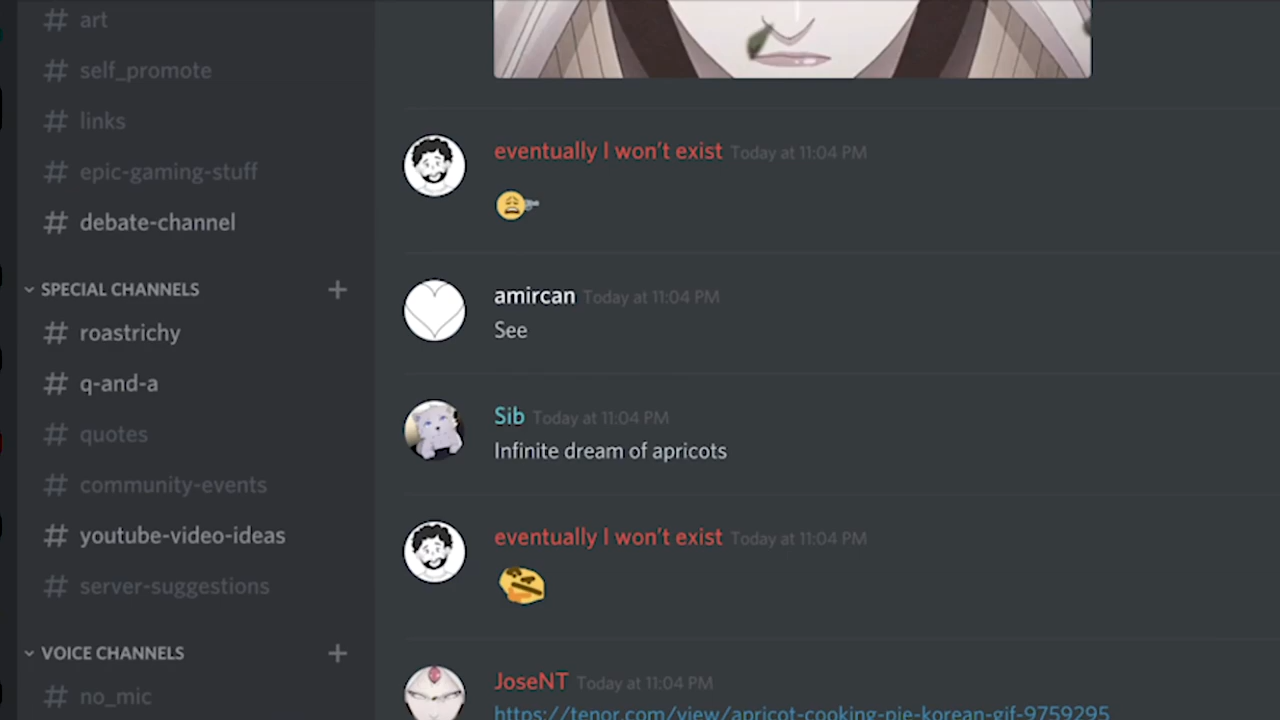 # art
# self_promote
# links
# epic-gaming-stuff
# debate-channel
SPECIAL CHANNELS +
# roastrichy
# q-and-a
# quotes
# community-events
# youtube-video-ideas
# server-suggestions
VOICE CHANNELS +
# no_mic
eventually I won't exist Today at 11:04 PM
amircan Today at 11:04 PM
See
Sib Today at 11:04 PM
Infinite dream of apricots
eventually I won't exist Today at 11:04 PM
JoseNT Today at 11:04 PM
https://tenor.com/view/apricot-cooking-pie-korean-gif-9759295